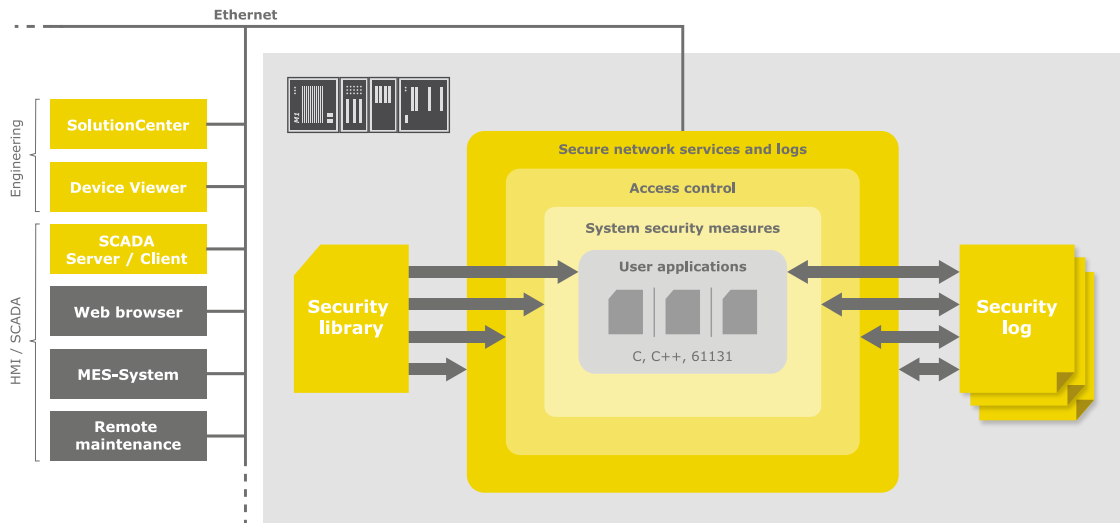 Ethernet
Engineering
SolutionCenter
Device Viewer
HMI / SCADA
SCADA
Server / Client
Web browser
MES-System
Remote
maintenance
M1
Secure network services and logs
Access control
System security measures
User applications
C, C++, 61131
Security
library
Security
log